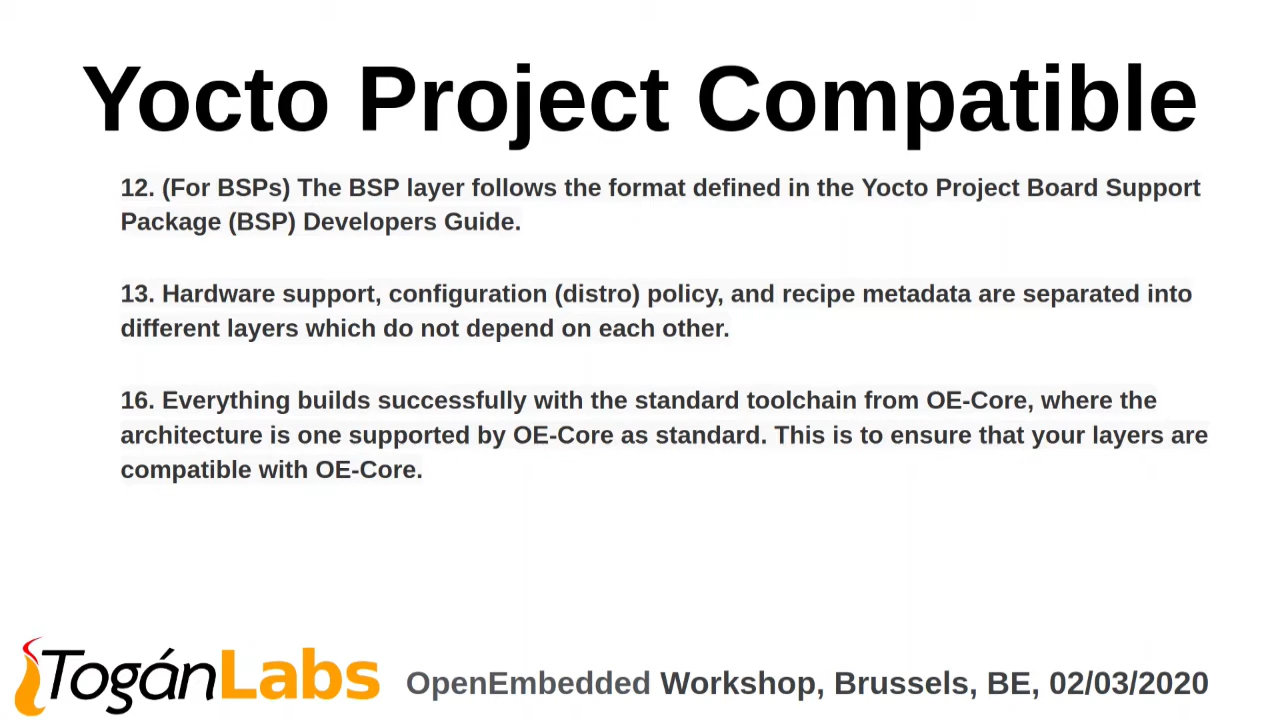 Yocto Project Compatible
12. (For BSPs) The BSP layer follows the format defined in the Yocto Project Board Support
Package (BSP) Developers Guide.
13. Hardware support, configuration (distro) policy, and recipe metadata are separated into
different layers which do not depend on each other.
16. Everything builds successfully with the standard toolchain from OE-Core, where the
architecture is one supported by OE-Core as standard. This is to ensure that your layers are
compatible with OE-Core.
TogánLabs
OpenEmbedded Workshop, Brussels, BE, 02/03/2020